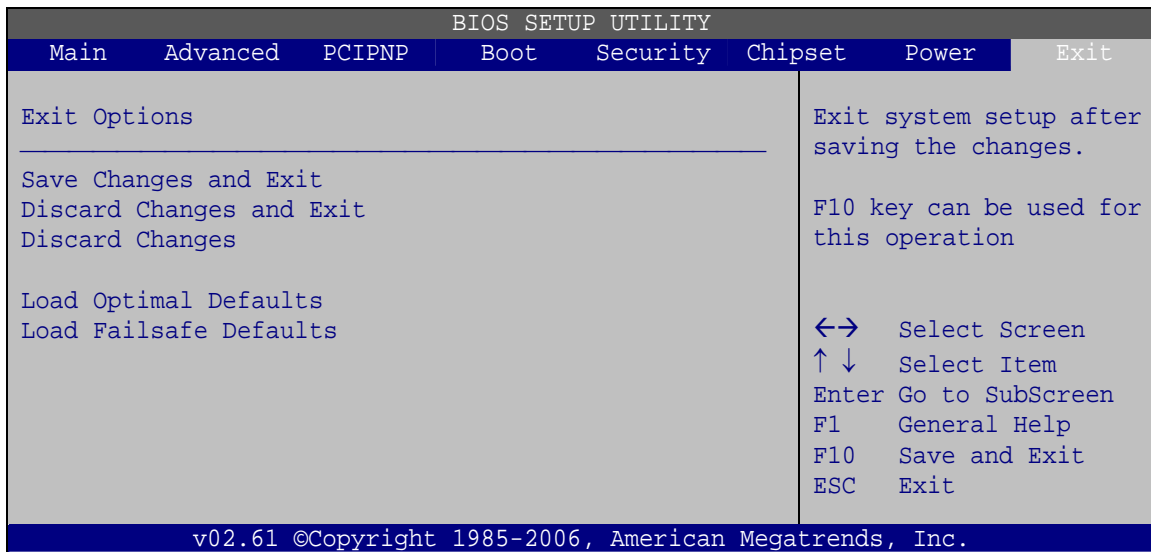 BIOS SETUP UTILITY
Main Advanced PCIPNP Boot Security Chipset Power Exit
Exit Options
Save Changes and Exit
Discard Changes and Exit
Discard Changes
Load Optimal Defaults
Load Failsafe Defaults
Exit system setup after
saving the changes.
F10 key can be used for
this operation
←→ Select Screen
↑ ↓ Select Item
Enter Go to SubScreen
F1 General Help
F10 Save and Exit
ESC Exit
v02.61 ©Copyright 1985-2006, American Megatrends, Inc.